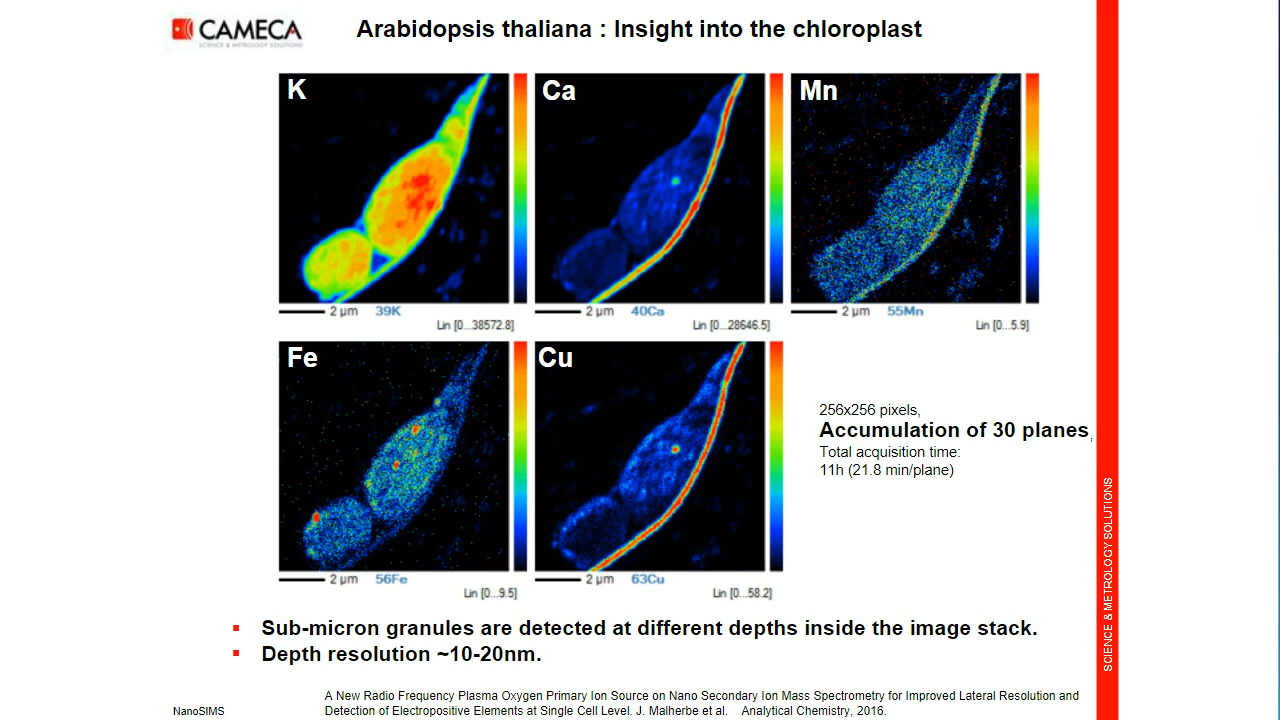 CAMECA
SCIENCE & METROLOGY SOLUTIONS
Arabidopsis thaliana : Insight into the chloroplast
K
Ca
Mn
2 µm 39K
2 µm 40Ca
2 µm 55Mn
Lin [0...38572.8]
Lin [0...28646.5]
Lin [0...5.9]
Fe
Cu
2 µm 56Fe
2 µm 63Cu
Lin [0...9.5]
Lin [0...58.2]
256x256 pixels,
Accumulation of 30 planes,
Total acquisition time:
11h (21.8 min/plane)
SCIENCE & METROLOGY SOLUTIONS
▪ Sub-micron granules are detected at different depths inside the image stack.
▪ Depth resolution ~10-20nm.
A New Radio Frequency Plasma Oxygen Primary Ion Source on Nano Secondary Ion Mass Spectrometry for Improved Lateral Resolution and
Detection of Electropositive Elements at Single Cell Level. J. Malherbe et al. Analytical Chemistry, 2016.
NanoSIMS